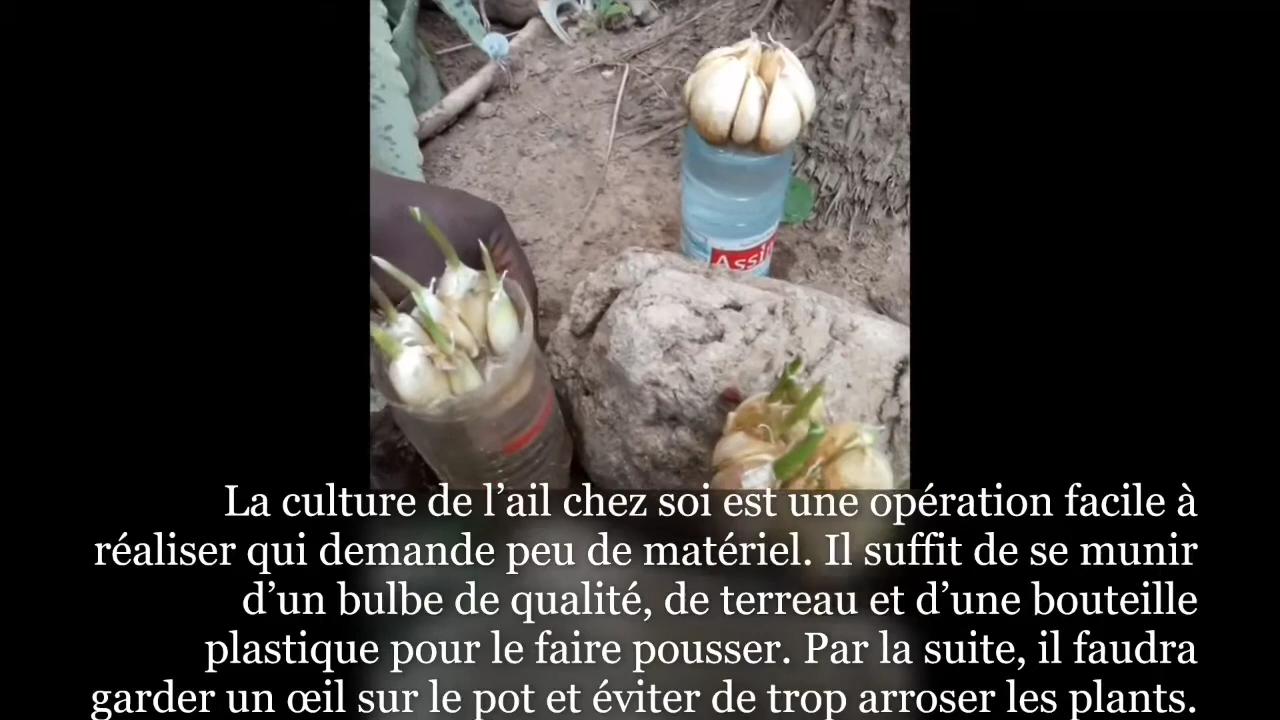 Assi
La culture de l’ail chez soi est une opération facile à
réaliser qui demande peu de matériel. Il suffit de se munir
d’un bulbe de qualité, de terreau et d’une bouteille
plastique pour le faire pousser. Par la suite, il faudra
garder un œil sur le pot et éviter de trop arroser les plants.